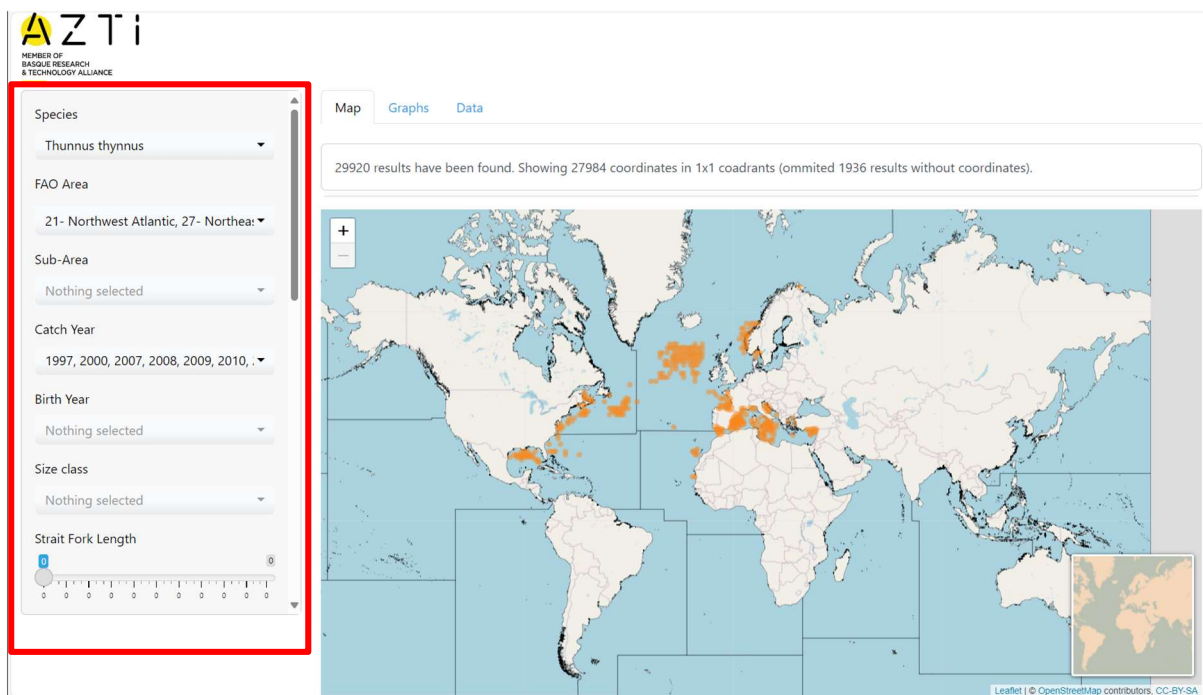 AZTi
MEMBER OF
BASQUE RESEARCH
& TECHNOLOGY ALLIANCE
Species
Thunnus thynnus
FAO Area
21- Northwest Atlantic, 27- Northeas
Sub-Area
Nothing selected
Catch Year
1997, 2000, 2007, 2008, 2009, 2010, .
Birth Year
Nothing selected
Size class
Nothing selected
Strait Fork Length
0 0
0 0 0 0 0 0 0 0 0 0 0
Map Graphs Data
29920 results have been found. Showing 27984 coordinates in 1x1 coadrants (ommited 1936 results without coordinates).
+
−
Leaflet | © OpenStreetMap contributors, CC-BY-SA